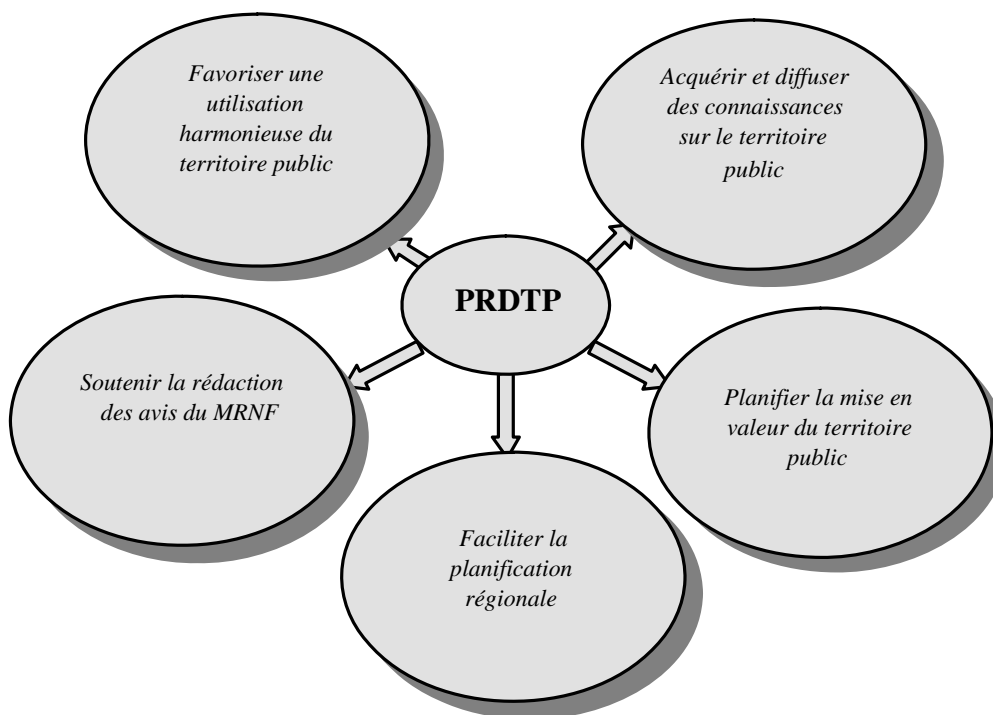 Favoriser une
utilisation
harmonieuse du
territoire public
Acquérir et diffuser
des connaissances
sur le territoire
public
PRDTP
Soutenir la rédaction
des avis du MRNF
Planifier la mise en
valeur du territoire
public
Faciliter la
planification
régionale